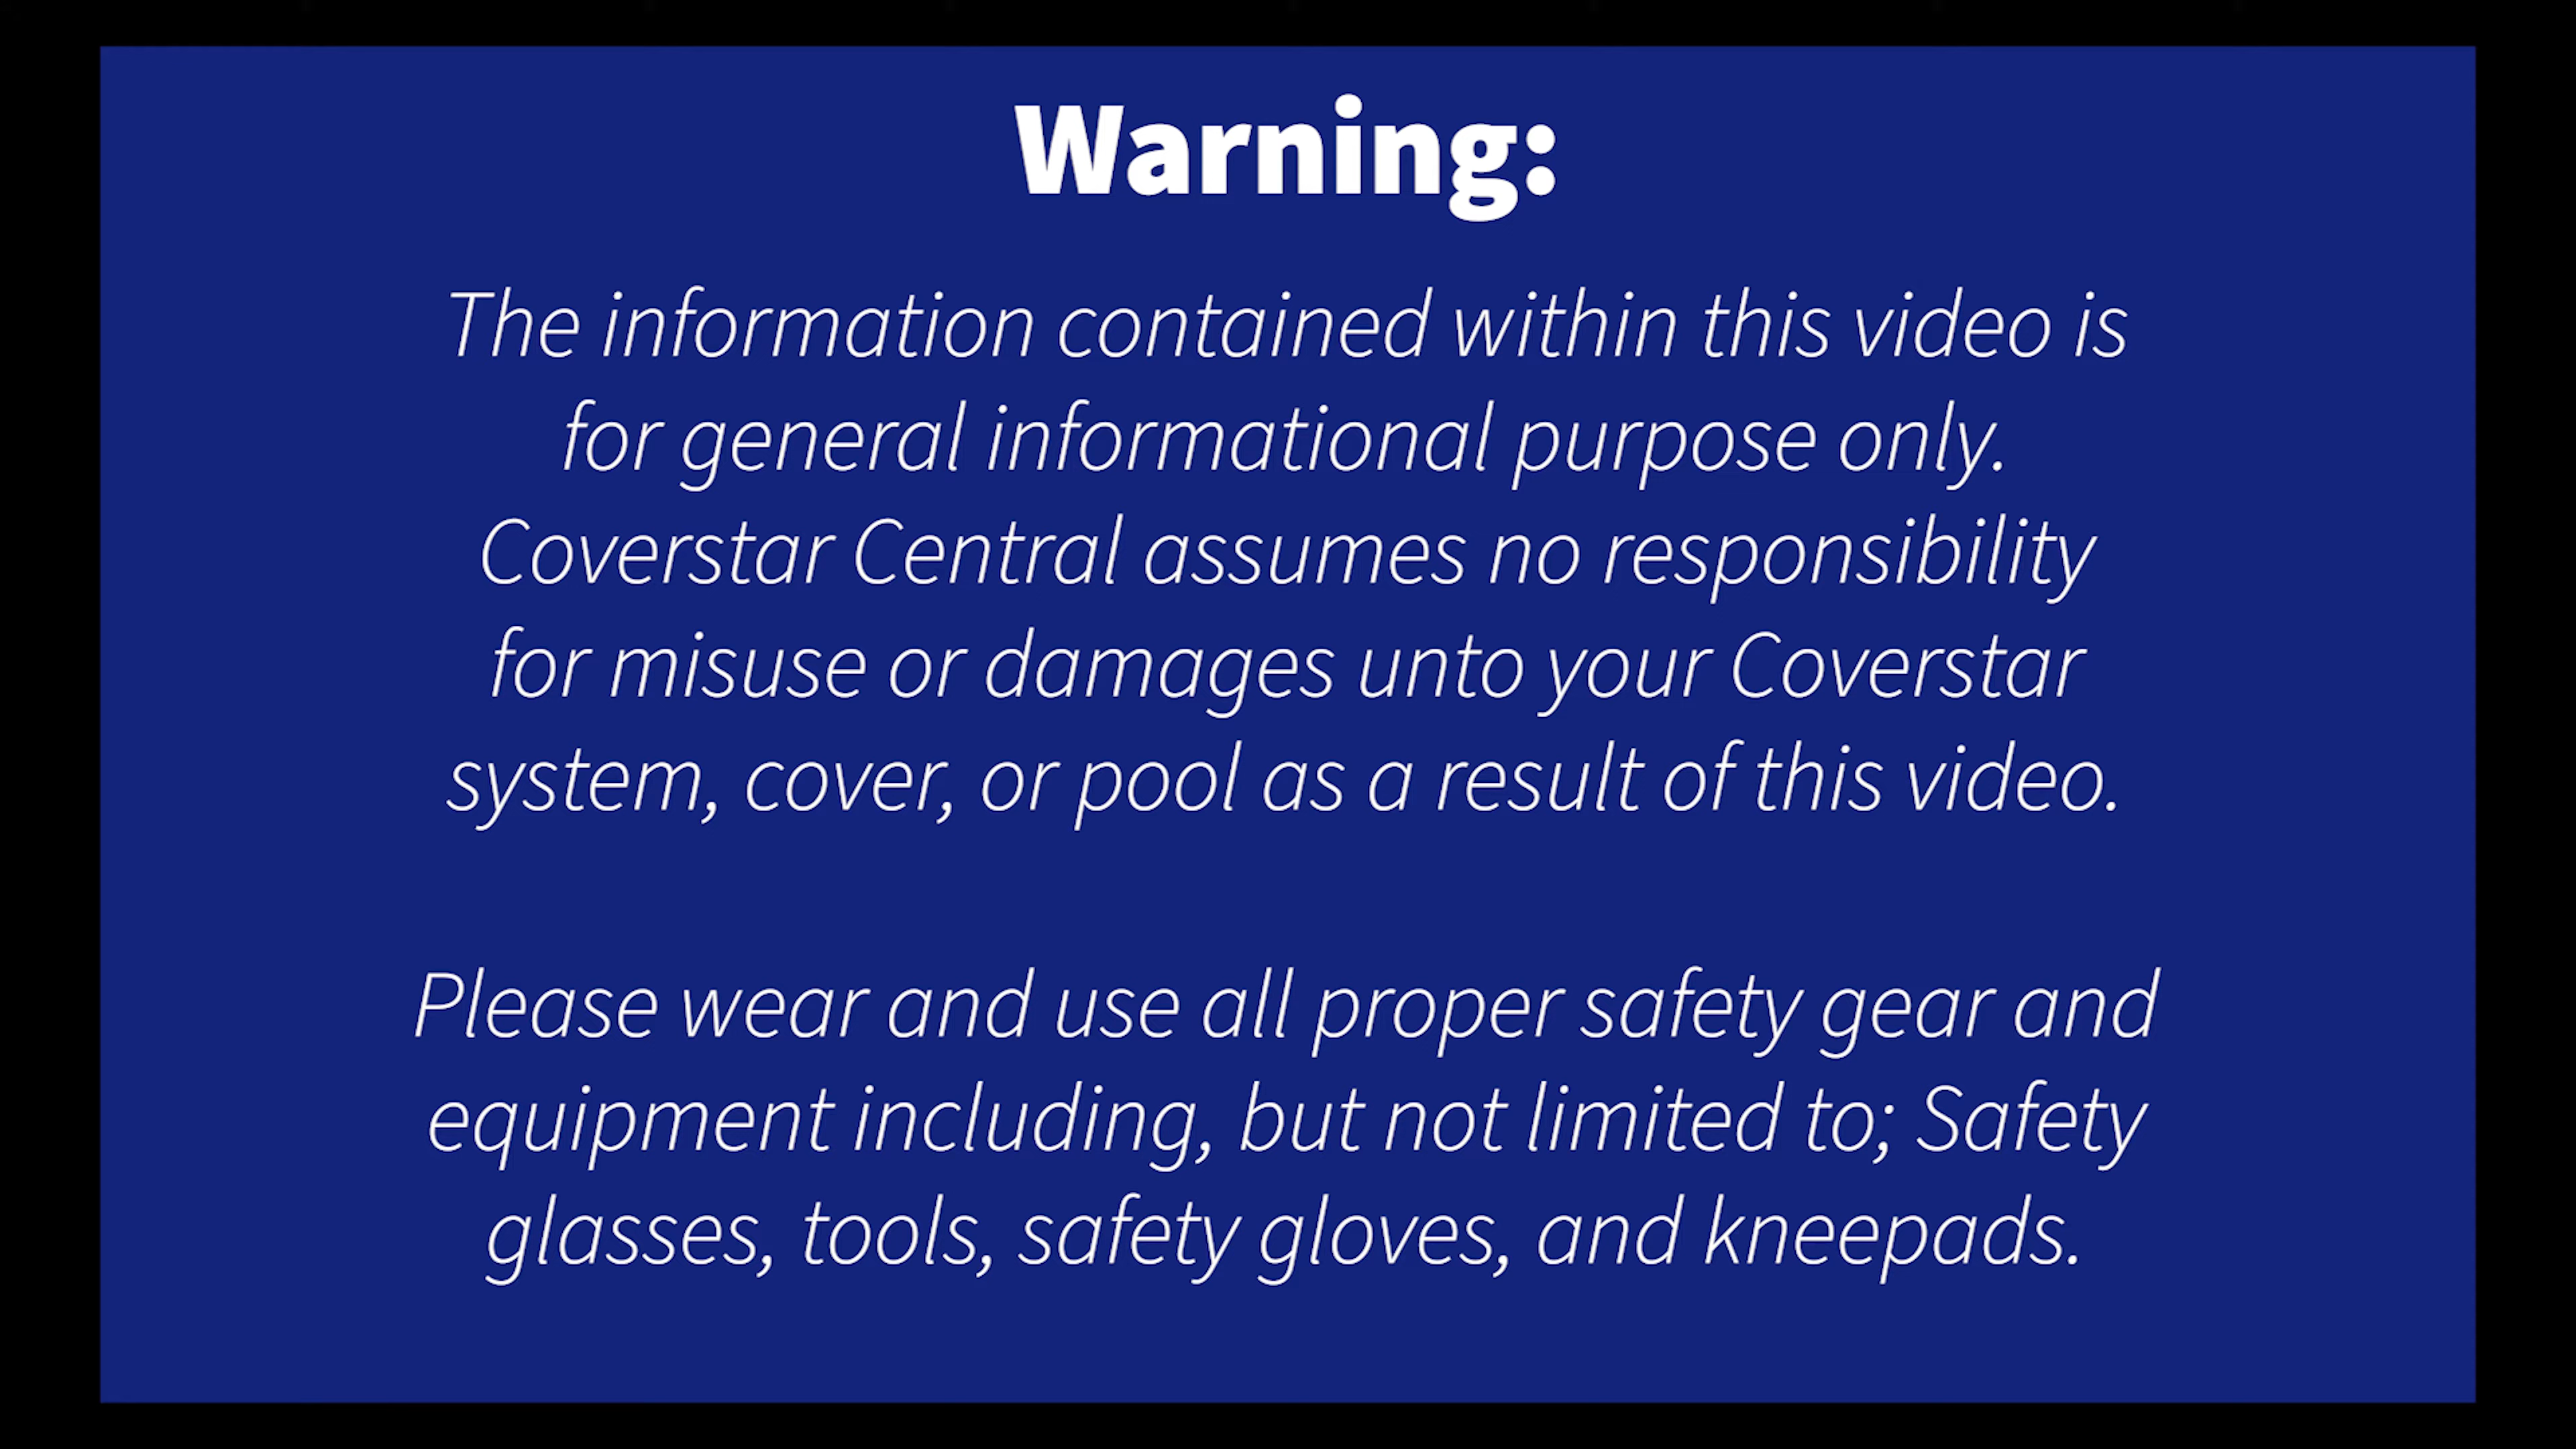 Warning:
The information contained within this video is
for general informational purpose only.
Coverstar Central assumes no responsibility
for misuse or damages unto your Coverstar
system, cover, or pool as a result of this video.
Please wear and use all proper safety gear and
equipment including, but not limited to; Safety
glasses, tools, safety gloves, and kneepads.